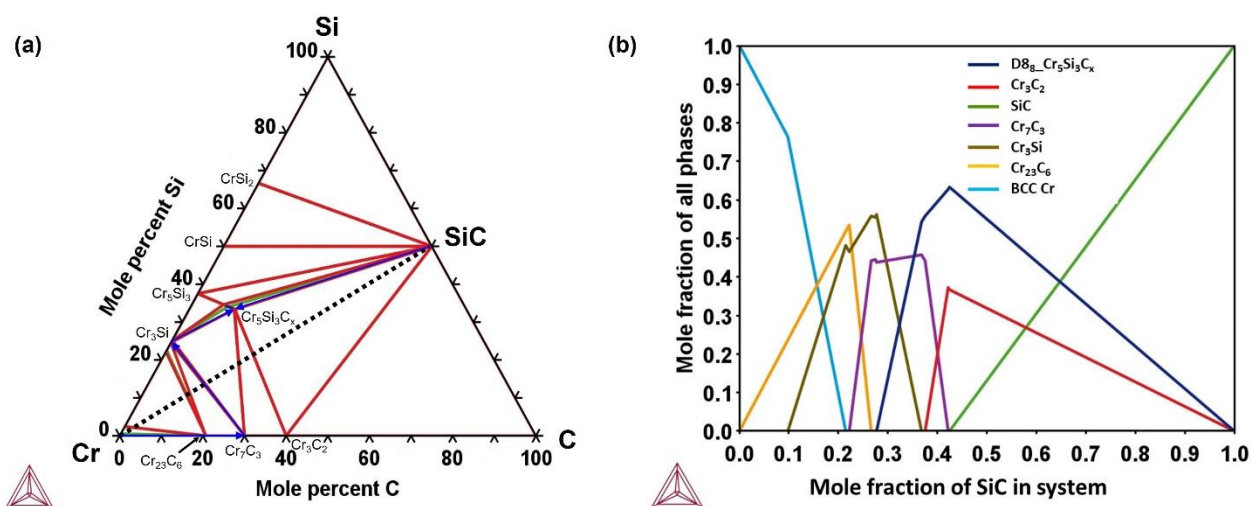 (a)
Si
100
80
CrSi₂
60
CrSi
SiC
40
Cr₅Si₃
Cr₅Si₃Cₓ
Cr₃Si
20
0
Mole percent Si
Cr
C
0
20
40
60
80
100
Cr₂₃C₆
Cr₇C₃
Cr₃C₂
Mole percent C
(b)
1.0
0.9
0.8
0.7
0.6
0.5
0.4
0.3
0.2
0.1
0.0
Mole fraction of all phases
D8₈_Cr₅Si₃Cₓ
Cr₃C₂
SiC
Cr₇C₃
Cr₃Si
Cr₂₃C₆
BCC Cr
0.0 0.1 0.2 0.3 0.4 0.5 0.6 0.7 0.8 0.9 1.0
Mole fraction of SiC in system